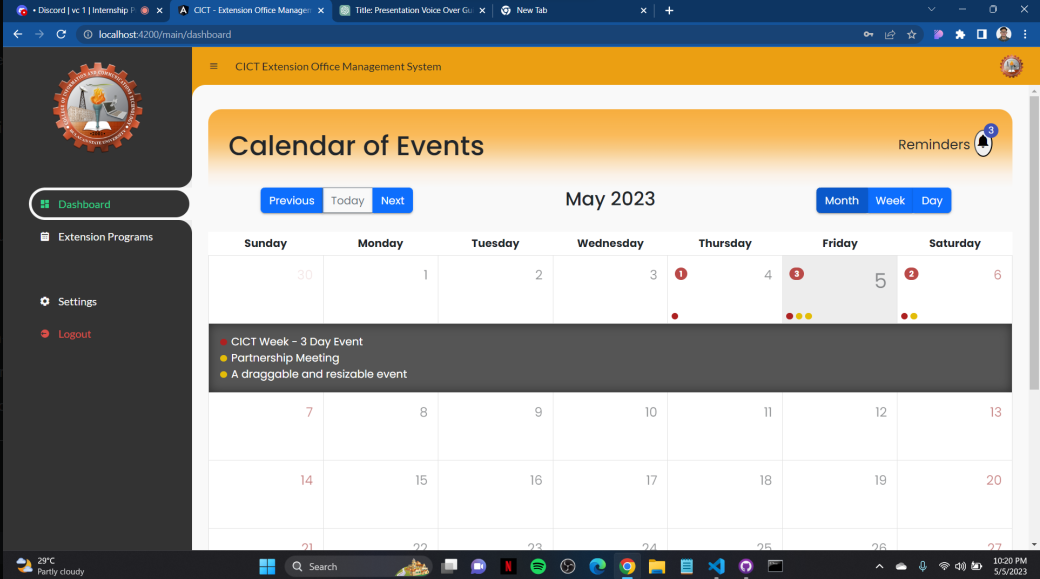 • Discord | vc 1 | Internship P
CICT - Extension Office Managem
Title: Presentation Voice Over Gui
New Tab
localhost:4200/main/dashboard
CICT Extension Office Management System
Calendar of Events
Reminders
3
Dashboard
Extension Programs
Settings
Logout
Previous Today Next
May 2023
Month Week Day
Sunday Monday Tuesday Wednesday Thursday Friday Saturday
30 1 2 3 1 4 3 5 2 6
CICT Week - 3 Day Event
Partnership Meeting
A draggable and resizable event
7 8 9 10 11 12 13
14 15 16 17 18 19 20
21 22 23 24 25 26 27
29°C
Partly cloudy
Search
10:20 PM
5/5/2023